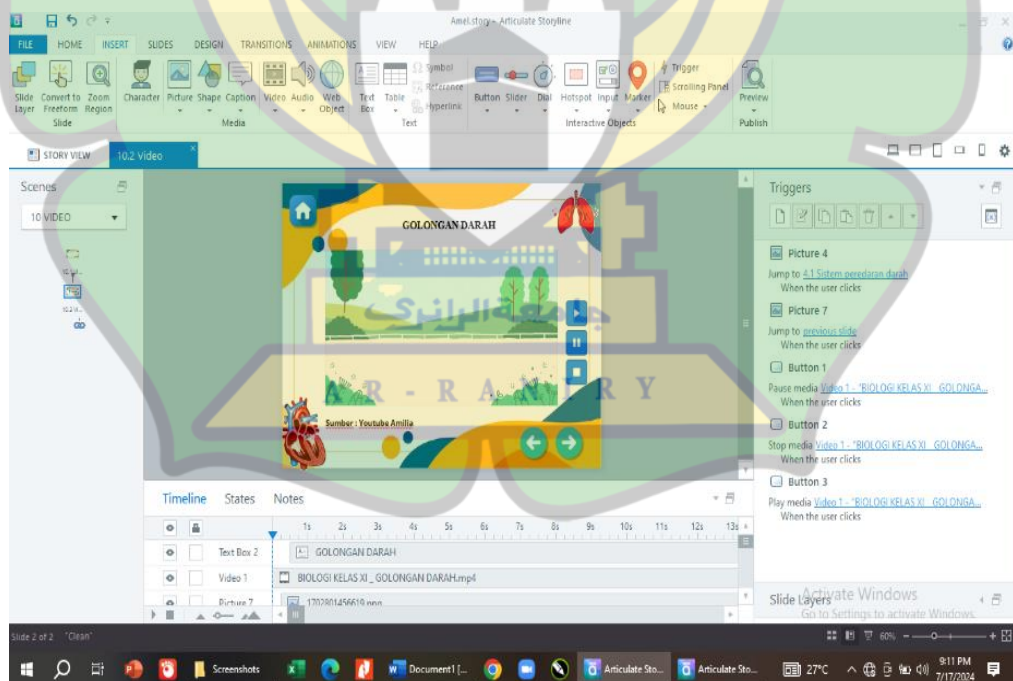 Amel.story - Articulate Storyline
FILE HOME INSERT SLIDES DESIGN TRANSITIONS ANIMATIONS VIEW HELP
Slide Layer
Convert to Freeform
Zoom Region
Slide
Character
Picture
Shape
Caption
Video
Audio
Web Object
Media
Text Box
Table
Symbol
Reference
Hyperlink
Text
Button
Slider
Dial
Hotspot
Input
Marker
Trigger
Scrolling Panel
Mouse
Interactive Objects
Preview
Publish
STORY VIEW
10.2 Video
Scenes
10 VIDEO
GOLONGAN DARAH
جامعة الرانري
A R - R A N I R Y
Sumber : Youtube Amilia
Triggers
Picture 4
Jump to 4.1 Sistem peredaran darah
When the user clicks
Picture 7
Jump to previous slide
When the user clicks
Button 1
Pause media Video 1 - "BIOLOGI KELAS XI_ GOLONGA...
When the user clicks
Button 2
Stop media Video 1 - "BIOLOGI KELAS XI_ GOLONGA...
When the user clicks
Button 3
Play media Video 1 - "BIOLOGI KELAS XI_ GOLONGA...
When the user clicks
Timeline States Notes
1s 2s 3s 4s 5s 6s 7s 8s 9s 10s 11s 12s 13s
Text Box 2 GOLONGAN DARAH
Video 1 BIOLOGI KELAS XI _ GOLONGAN DARAH.mp4
Picture 7 1702801456619.png
Slide Layers
Activate Windows
Go to Settings to activate Windows.
Slide 2 of 2 "Clean"
60%
Screenshots
Document1 [-...
Articulate Sto...
Articulate Sto...
27°C
9:11 PM
7/17/2024